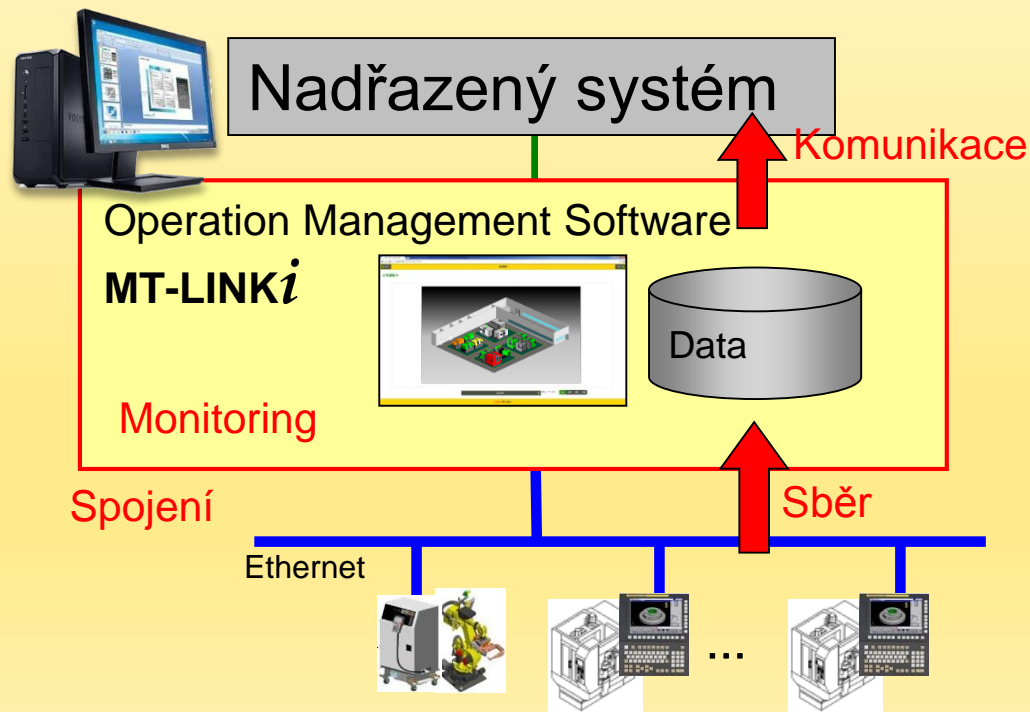 Nadřazený systém
Komunikace
Operation Management Software
MT-LINKi
Data
Monitoring
Spojení
Sběr
Ethernet
...